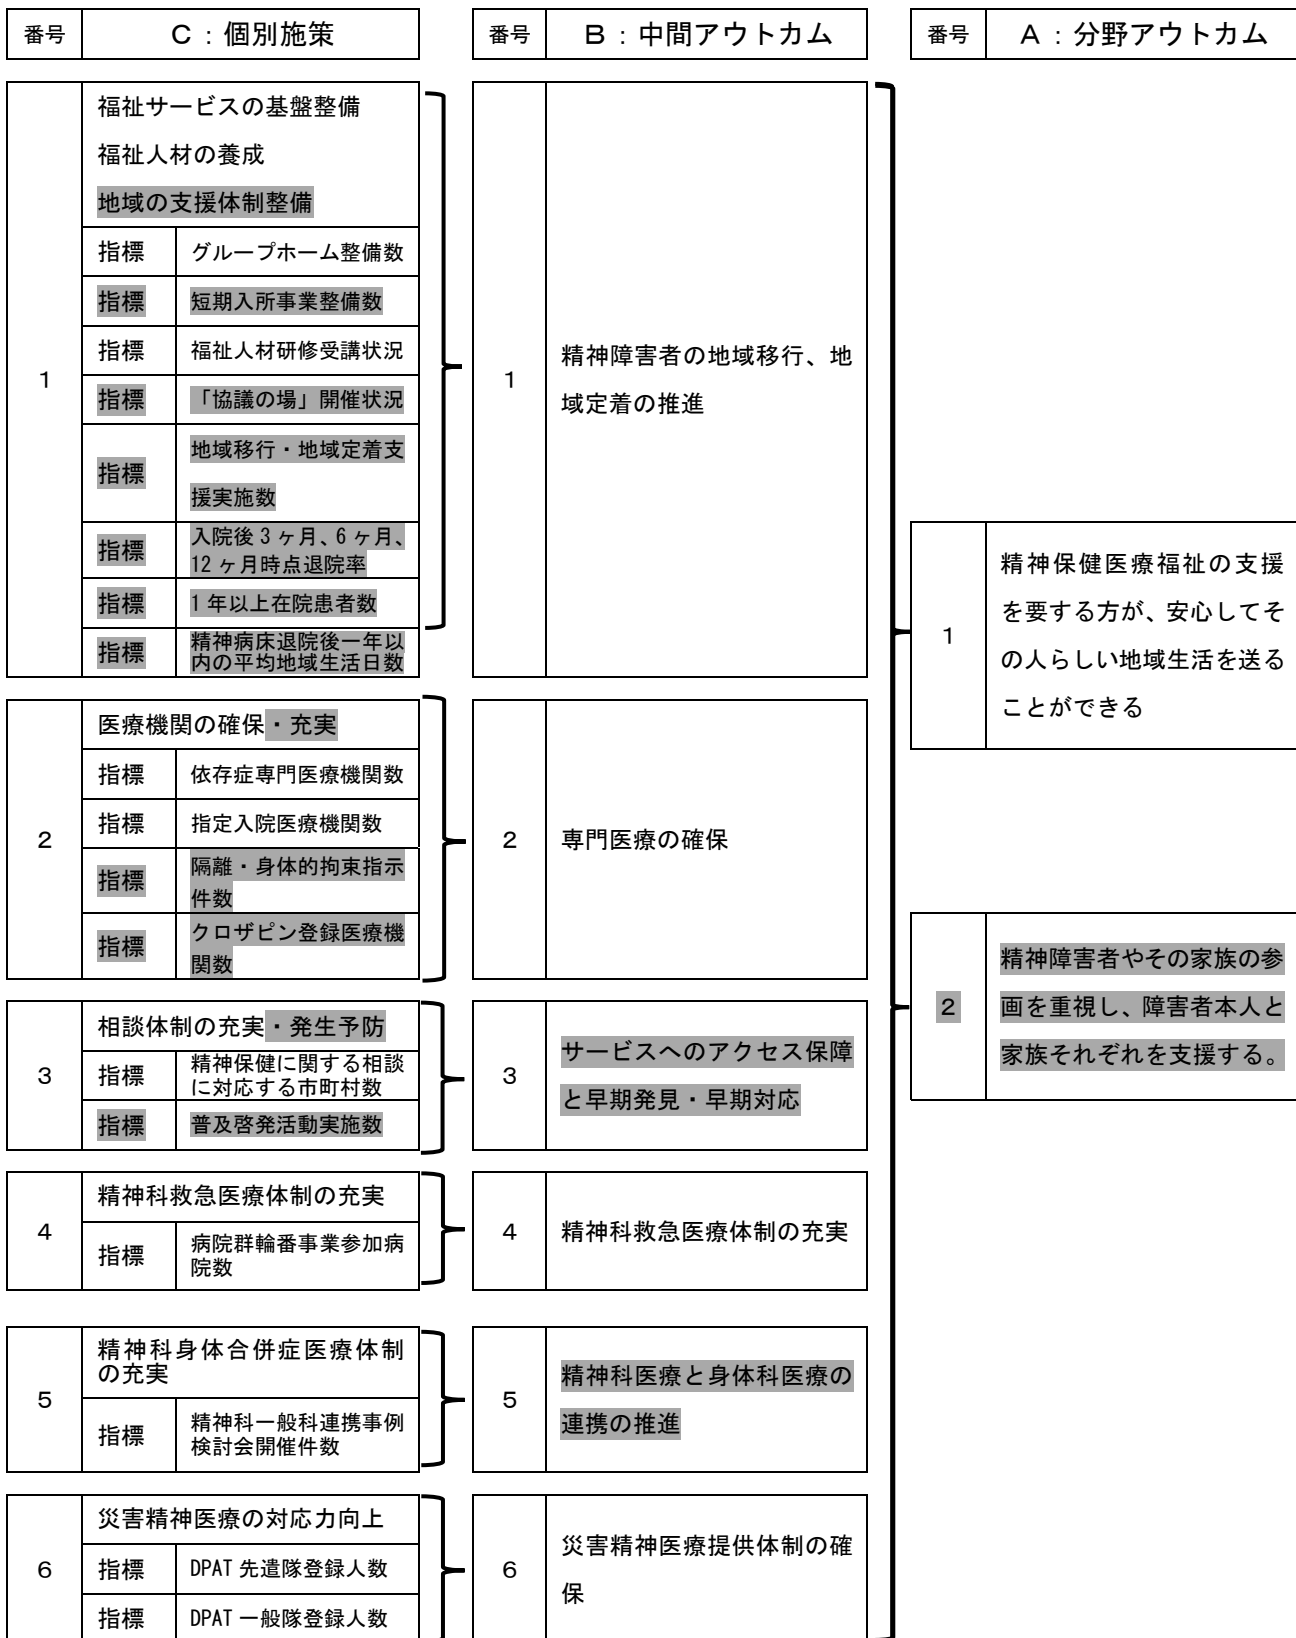 番号 C：個別施策
番号 B：中間アウトカム
番号 A：分野アウトカム
1
福祉サービスの基盤整備
福祉人材の養成
地域の支援体制整備
指標 グループホーム整備数
指標 短期入所事業整備数
指標 福祉人材研修受講状況
指標 「協議の場」開催状況
指標 地域移行・地域定着支
援実施数
指標 入院後3ヶ月、6ヶ月、
12ヶ月時点退院率
指標 1年以上在院患者数
指標 精神病床退院後一年以
内の平均地域生活日数
1
精神障害者の地域移行、地
域定着の推進
2
医療機関の確保・充実
指標 依存症専門医療機関数
指標 指定入院医療機関数
指標 隔離・身体的拘束指示
件数
指標 クロザピン登録医療機
関数
2
専門医療の確保
3
相談体制の充実・発生予防
指標 精神保健に関する相談
に対応する市町村数
指標 普及啓発活動実施数
3
サービスへのアクセス保障
と早期発見・早期対応
4
精神科救急医療体制の充実
指標 病院群輪番事業参加病
院数
4
精神科救急医療体制の充実
5
精神科身体合併症医療体制
の充実
指標 精神科一般科連携事例
検討会開催件数
5
精神科医療と身体科医療の
連携の推進
6
災害精神医療の対応力向上
指標 DPAT先遣隊登録人数
指標 DPAT一般隊登録人数
6
災害精神医療提供体制の確
保
1
精神保健医療福祉の支援
を要する方が、安心してそ
の人らしい地域生活を送る
ことができる
2
精神障害者やその家族の参
画を重視し、障害者本人と
家族それぞれを支援する。